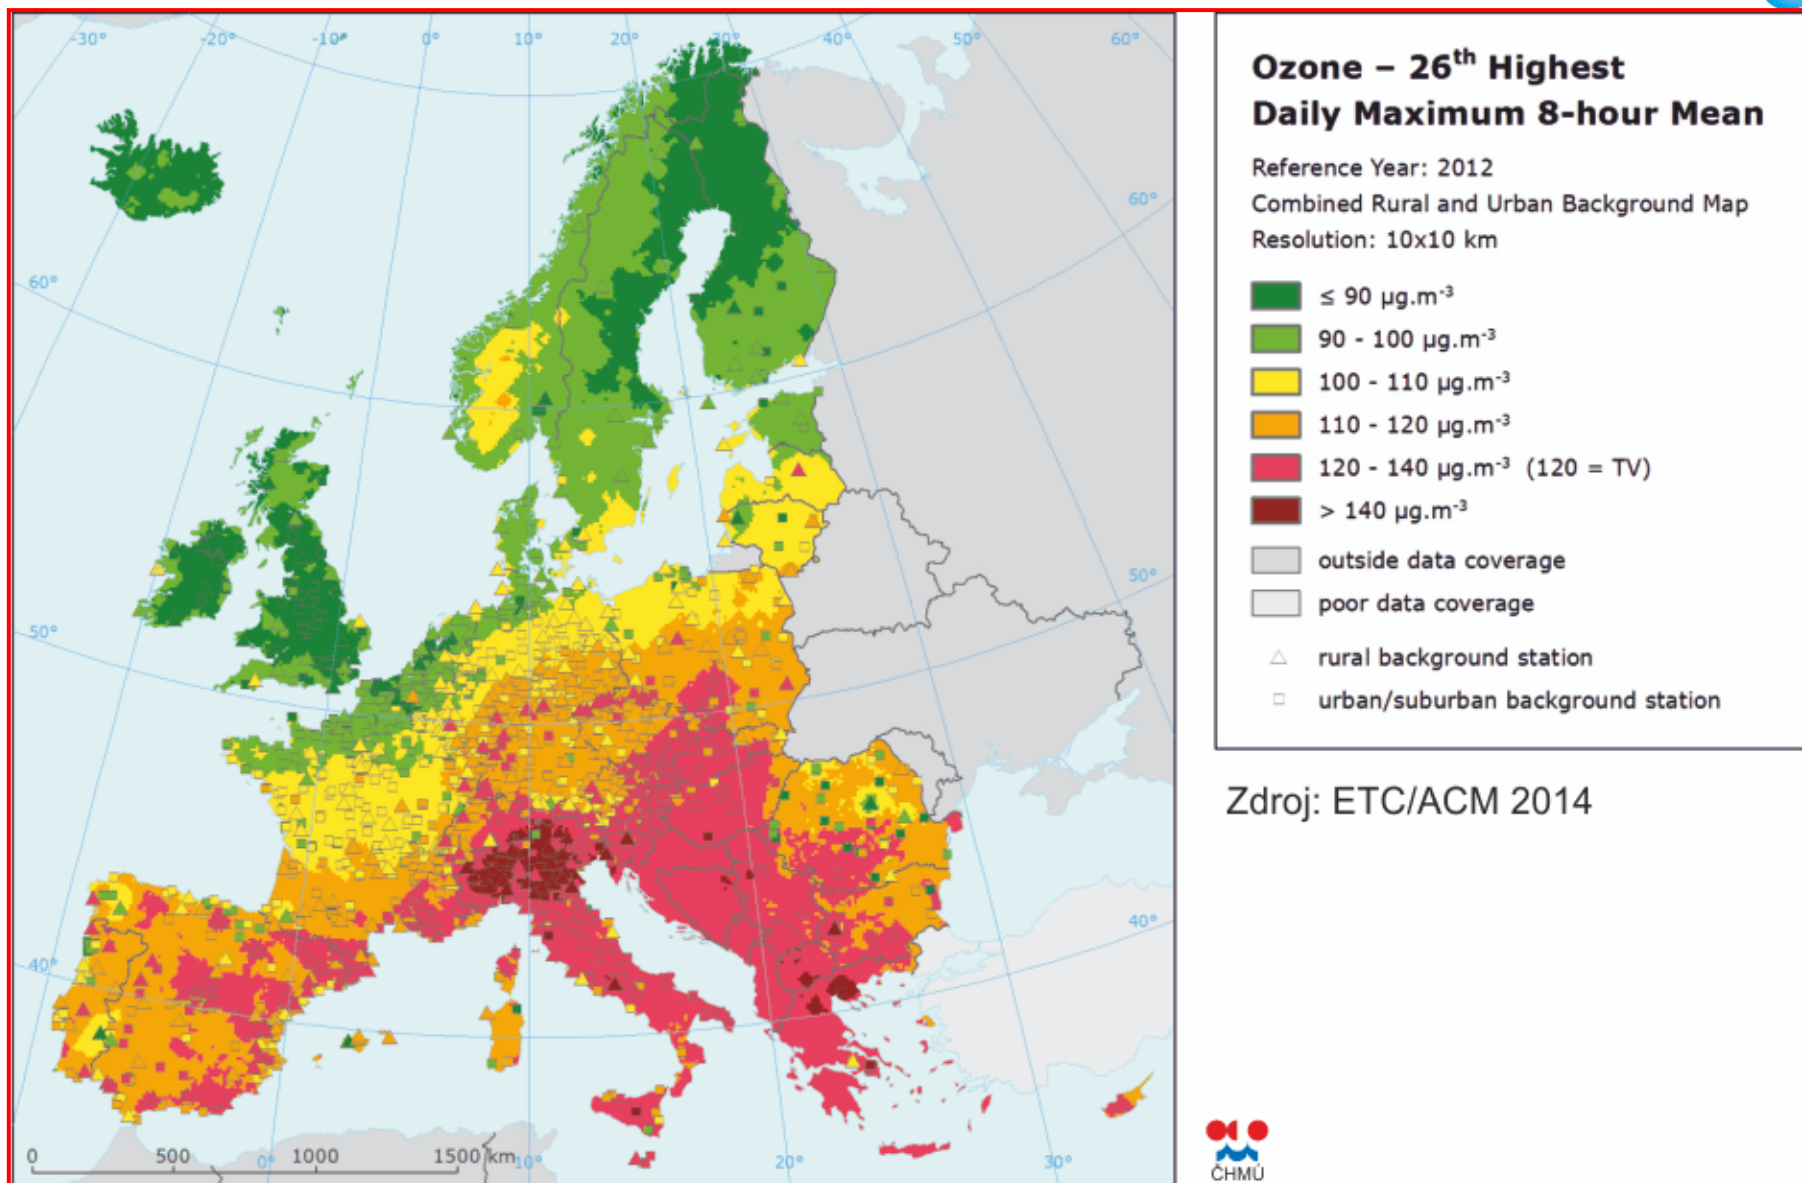 -30° -20° -10° 0° 10° 20° 30° 40° 50° 60°
60°
60°
50°
50°
40°
40°
0 500 1000 1500 km
0° 10° 20° 30°
Ozone – 26th Highest
Daily Maximum 8-hour Mean
Reference Year: 2012
Combined Rural and Urban Background Map
Resolution: 10x10 km
≤ 90 µg.m-3
90 - 100 µg.m-3
100 - 110 µg.m-3
110 - 120 µg.m-3
120 - 140 µg.m-3 (120 = TV)
> 140 µg.m-3
outside data coverage
poor data coverage
rural background station
urban/suburban background station
Zdroj: ETC/ACM 2014
ČHMÚ